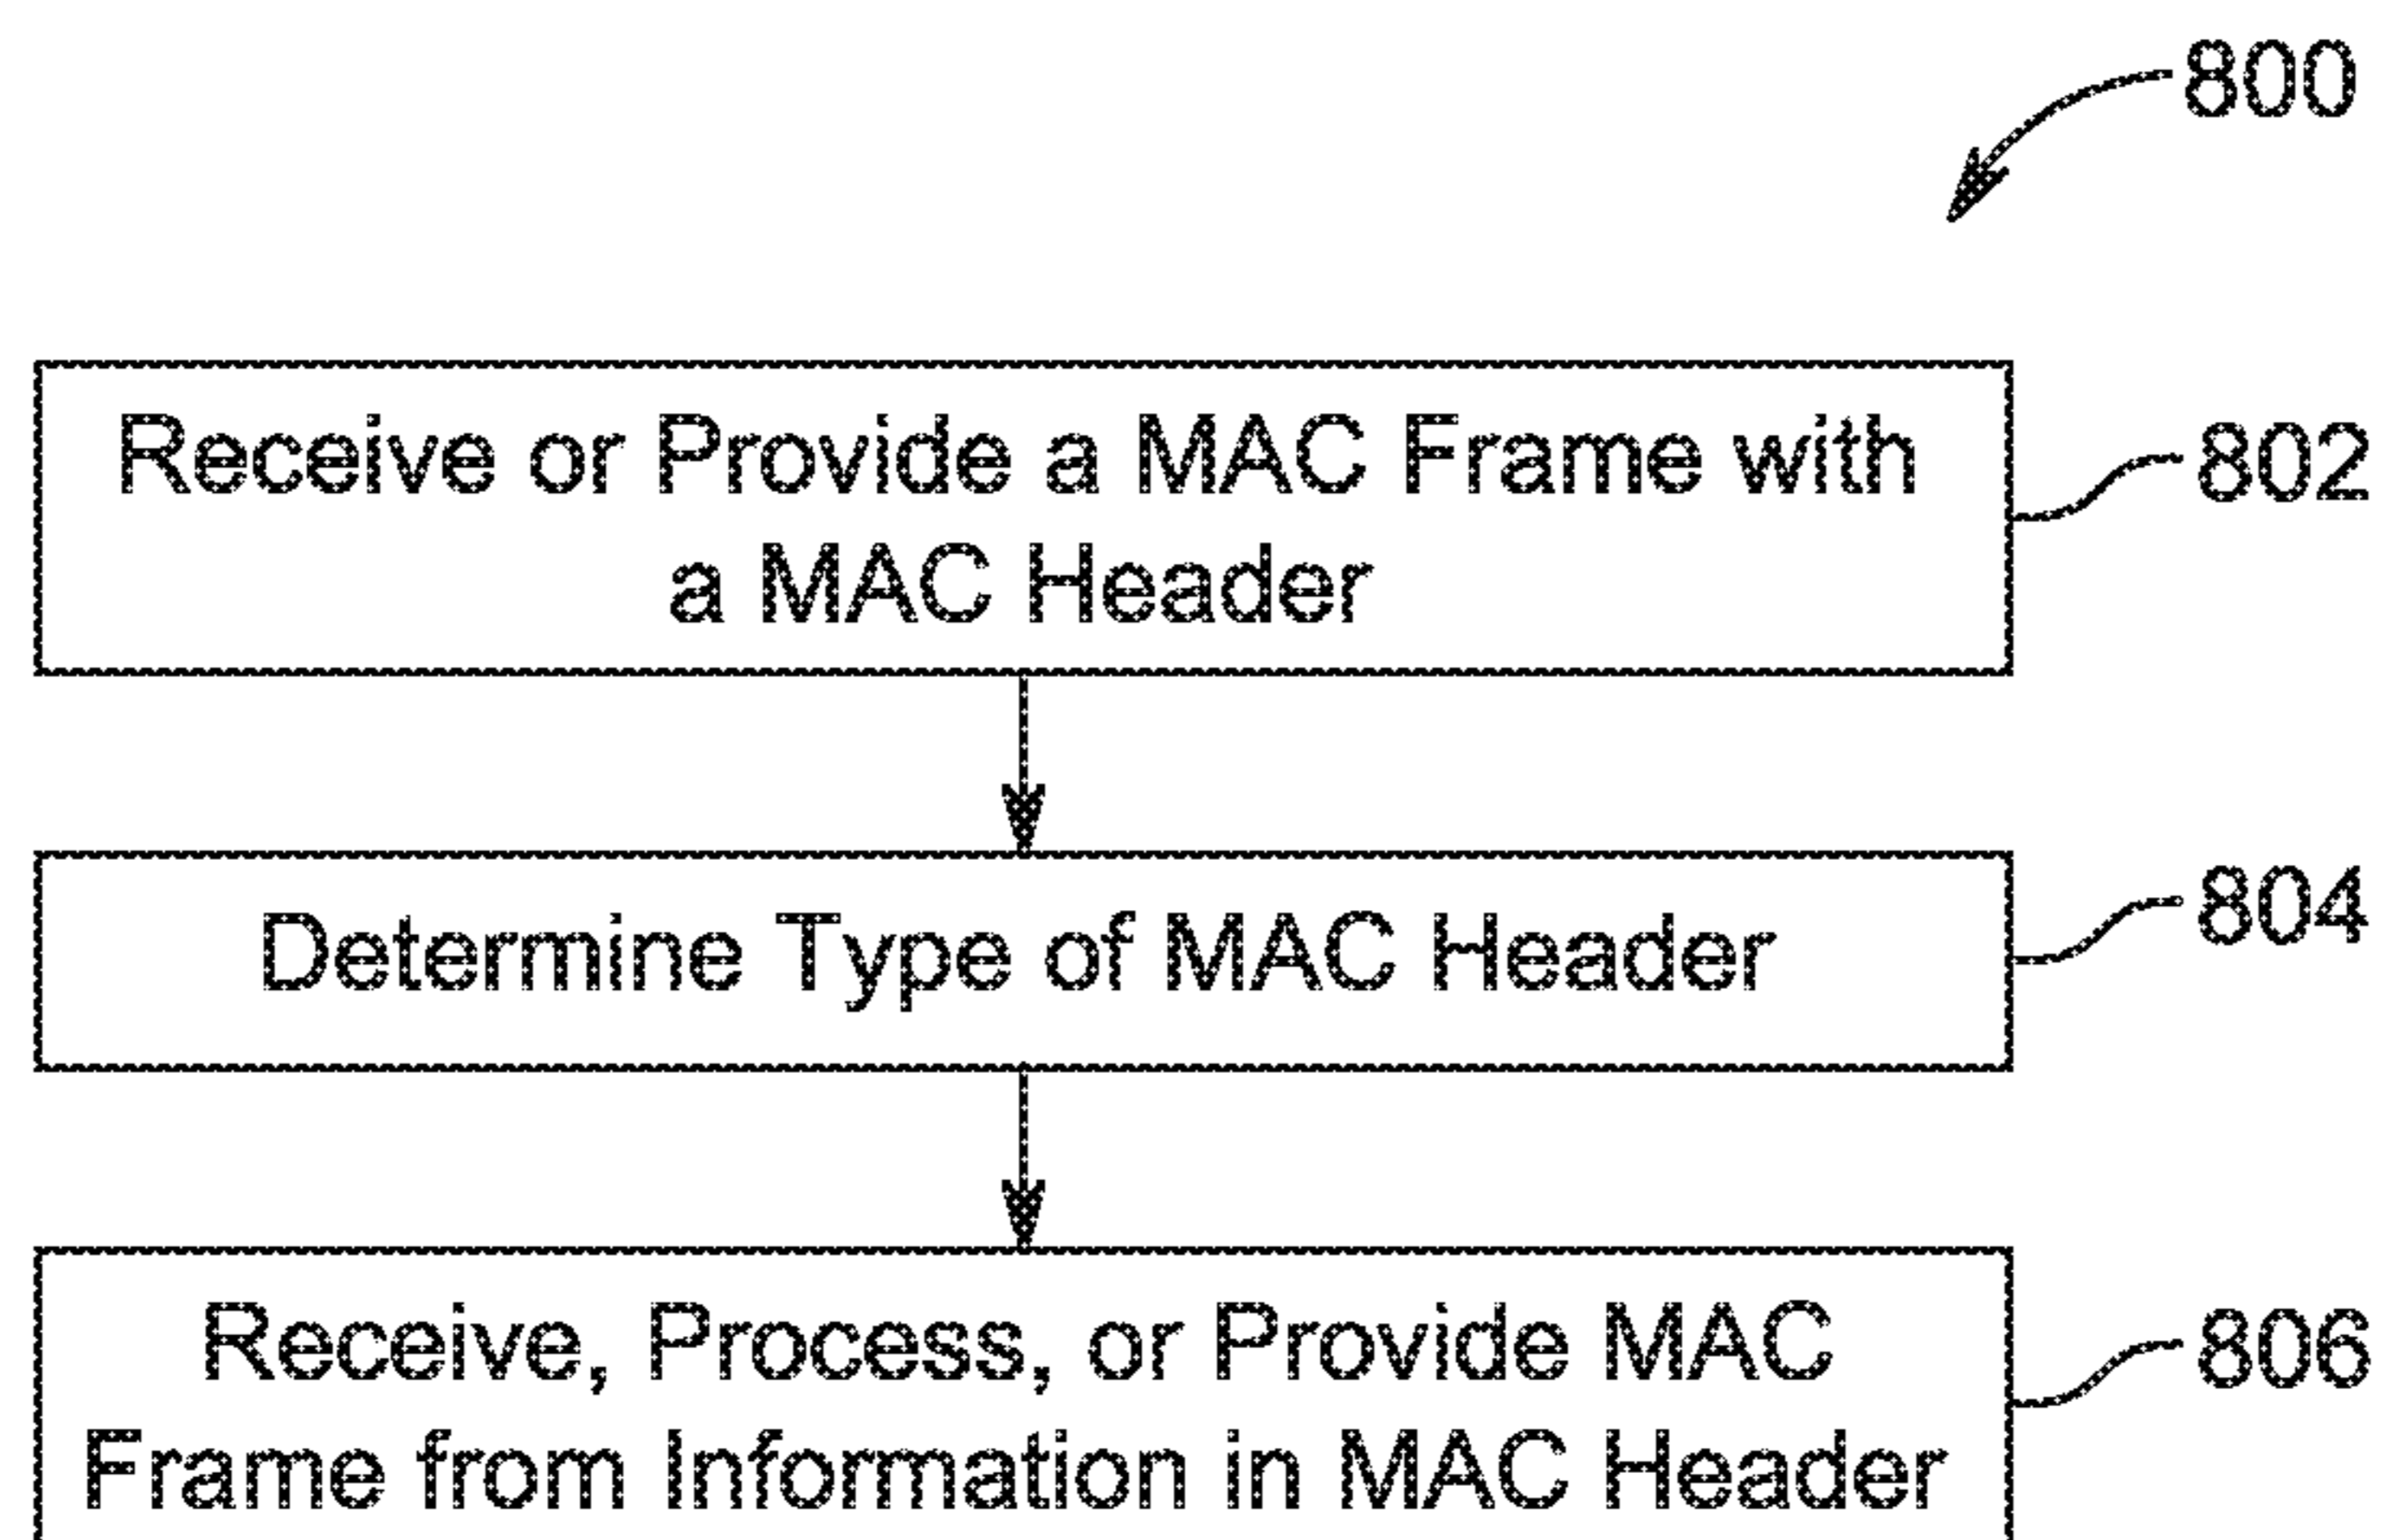 800
Receive or Provide a MAC Frame with
a MAC Header
802
Determine Type of MAC Header
804
Receive, Process, or Provide MAC
Frame from Information in MAC Header
806